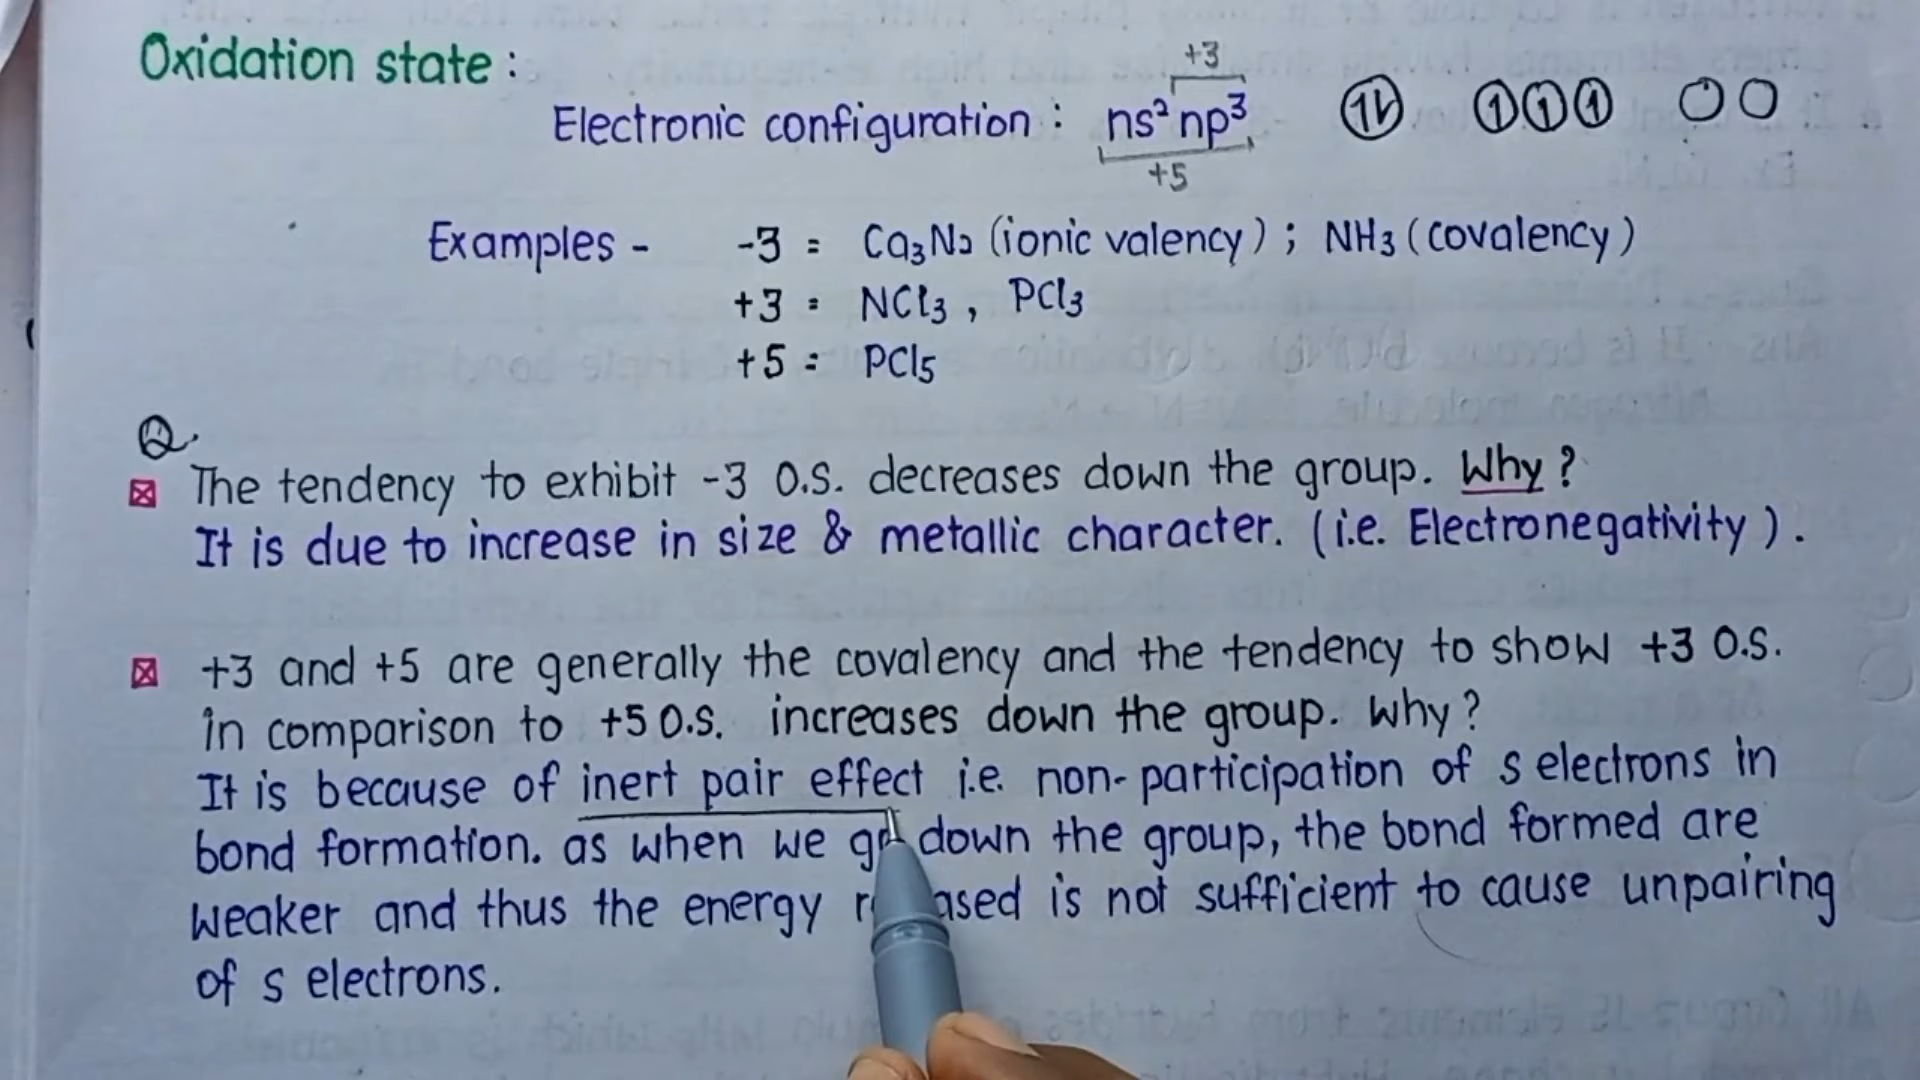 Oxidation state :
+3
Electronic configuration : ns² np³ ⥮ 1 1 1
+5
Examples - -3 = Ca₃N₂ (ionic valency) ; NH₃ (covalency)
+3 = NCl₃ , PCl₃
+5 = PCl₅
Q.
The tendency to exhibit -3 O.S. decreases down the group. Why?
It is due to increase in size & metallic character. (i.e. Electronegativity).
+3 and +5 are generally the covalency and the tendency to show +3 O.S.
in comparison to +5 O.S. increases down the group. Why?
It is because of inert pair effect i.e. non-participation of s electrons in
bond formation. as when we go down the group, the bond formed are
weaker and thus the energy is not sufficient to cause unpairing
of s electrons.